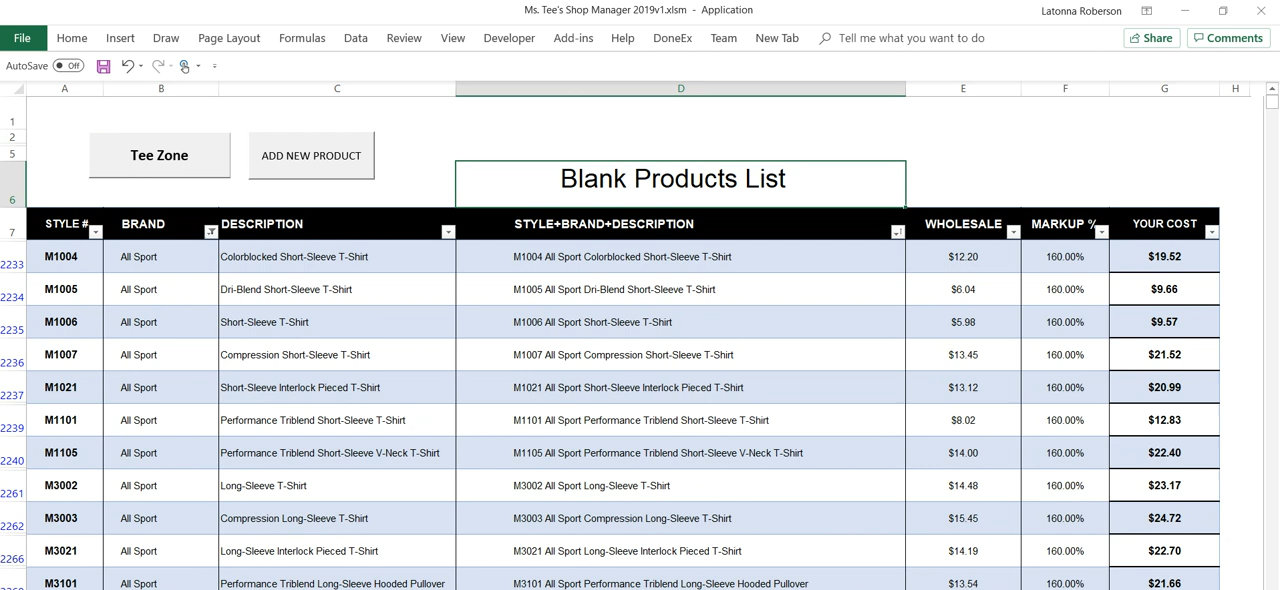 Ms. Tee's Shop Manager 2019v1.xlsm - Application
Latonna Roberson
File Home Insert Draw Page Layout Formulas Data Review View Developer Add-ins Help DoneEx Team New Tab Tell me what you want to do Share Comments
AutoSave Off
A B C D E F G H
1
2
5
Tee Zone ADD NEW PRODUCT
6 Blank Products List
7 STYLE # BRAND DESCRIPTION STYLE+BRAND+DESCRIPTION WHOLESALE MARKUP % YOUR COST
2233 M1004 All Sport Colorblocked Short-Sleeve T-Shirt M1004 All Sport Colorblocked Short-Sleeve T-Shirt $12.20 160.00% $19.52
2234 M1005 All Sport Dri-Blend Short-Sleeve T-Shirt M1005 All Sport Dri-Blend Short-Sleeve T-Shirt $6.04 160.00% $9.66
2235 M1006 All Sport Short-Sleeve T-Shirt M1006 All Sport Short-Sleeve T-Shirt $5.98 160.00% $9.57
2236 M1007 All Sport Compression Short-Sleeve T-Shirt M1007 All Sport Compression Short-Sleeve T-Shirt $13.45 160.00% $21.52
2237 M1021 All Sport Short-Sleeve Interlock Pieced T-Shirt M1021 All Sport Short-Sleeve Interlock Pieced T-Shirt $13.12 160.00% $20.99
2239 M1101 All Sport Performance Triblend Short-Sleeve T-Shirt M1101 All Sport Performance Triblend Short-Sleeve T-Shirt $8.02 160.00% $12.83
2240 M1105 All Sport Performance Triblend Short-Sleeve V-Neck T-Shirt M1105 All Sport Performance Triblend Short-Sleeve V-Neck T-Shirt $14.00 160.00% $22.40
2261 M3002 All Sport Long-Sleeve T-Shirt M3002 All Sport Long-Sleeve T-Shirt $14.48 160.00% $23.17
2262 M3003 All Sport Compression Long-Sleeve T-Shirt M3003 All Sport Compression Long-Sleeve T-Shirt $15.45 160.00% $24.72
2266 M3021 All Sport Long-Sleeve Interlock Pieced T-Shirt M3021 All Sport Long-Sleeve Interlock Pieced T-Shirt $14.19 160.00% $22.70
M3101 All Sport Performance Triblend Long-Sleeve Hooded Pullover M3101 All Sport Performance Triblend Long-Sleeve Hooded Pullover $13.54 160.00% $21.66